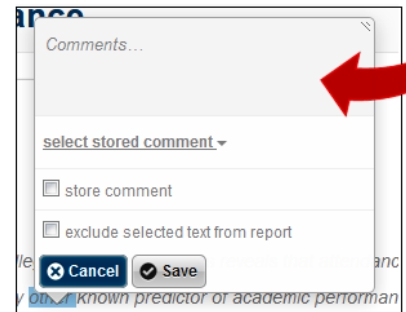 ance
Comments…
select stored comment
store comment
exclude selected text from report
Cancel Save
y other known predictor of academic performan